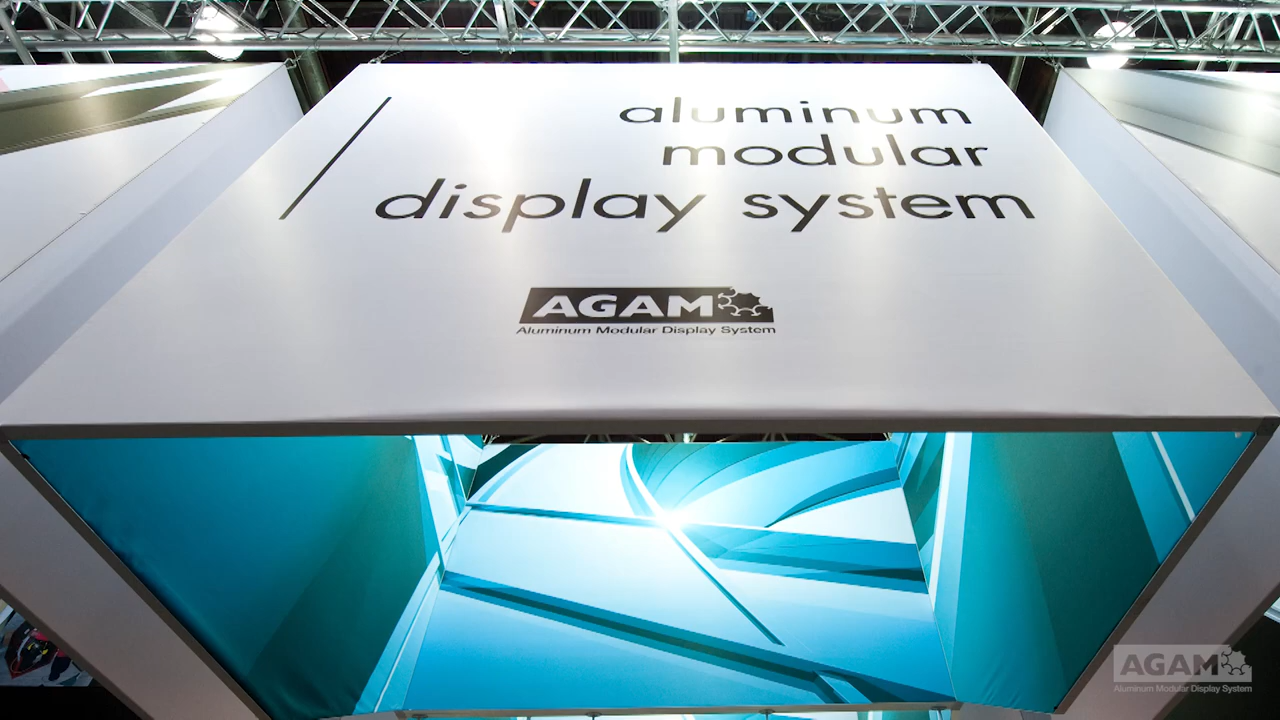 aluminum
modular
display system
AGAM
Aluminum Modular Display System
AGAM
Aluminum Modular Display System